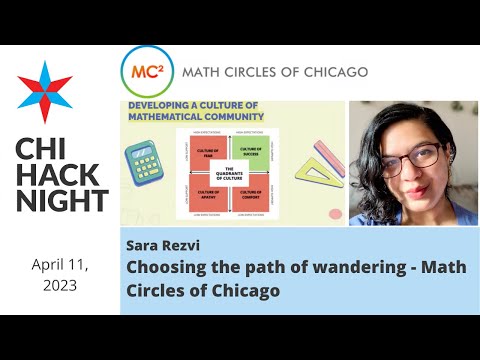 MC²
MATH CIRCLES OF CHICAGO
CHI
HACK
NIGHT
April 11,
2023
DEVELOPING A CULTURE OF
MATHEMATICAL COMMUNITY
CULTURE OF
FEAR
CULTURE OF
SUCCESS
THE
QUADRANTS
OF CULTURE
CULTURE OF
APATHY
CULTURE OF
COMFORT
Sara Rezvi
Choosing the path of wandering - Math
Circles of Chicago